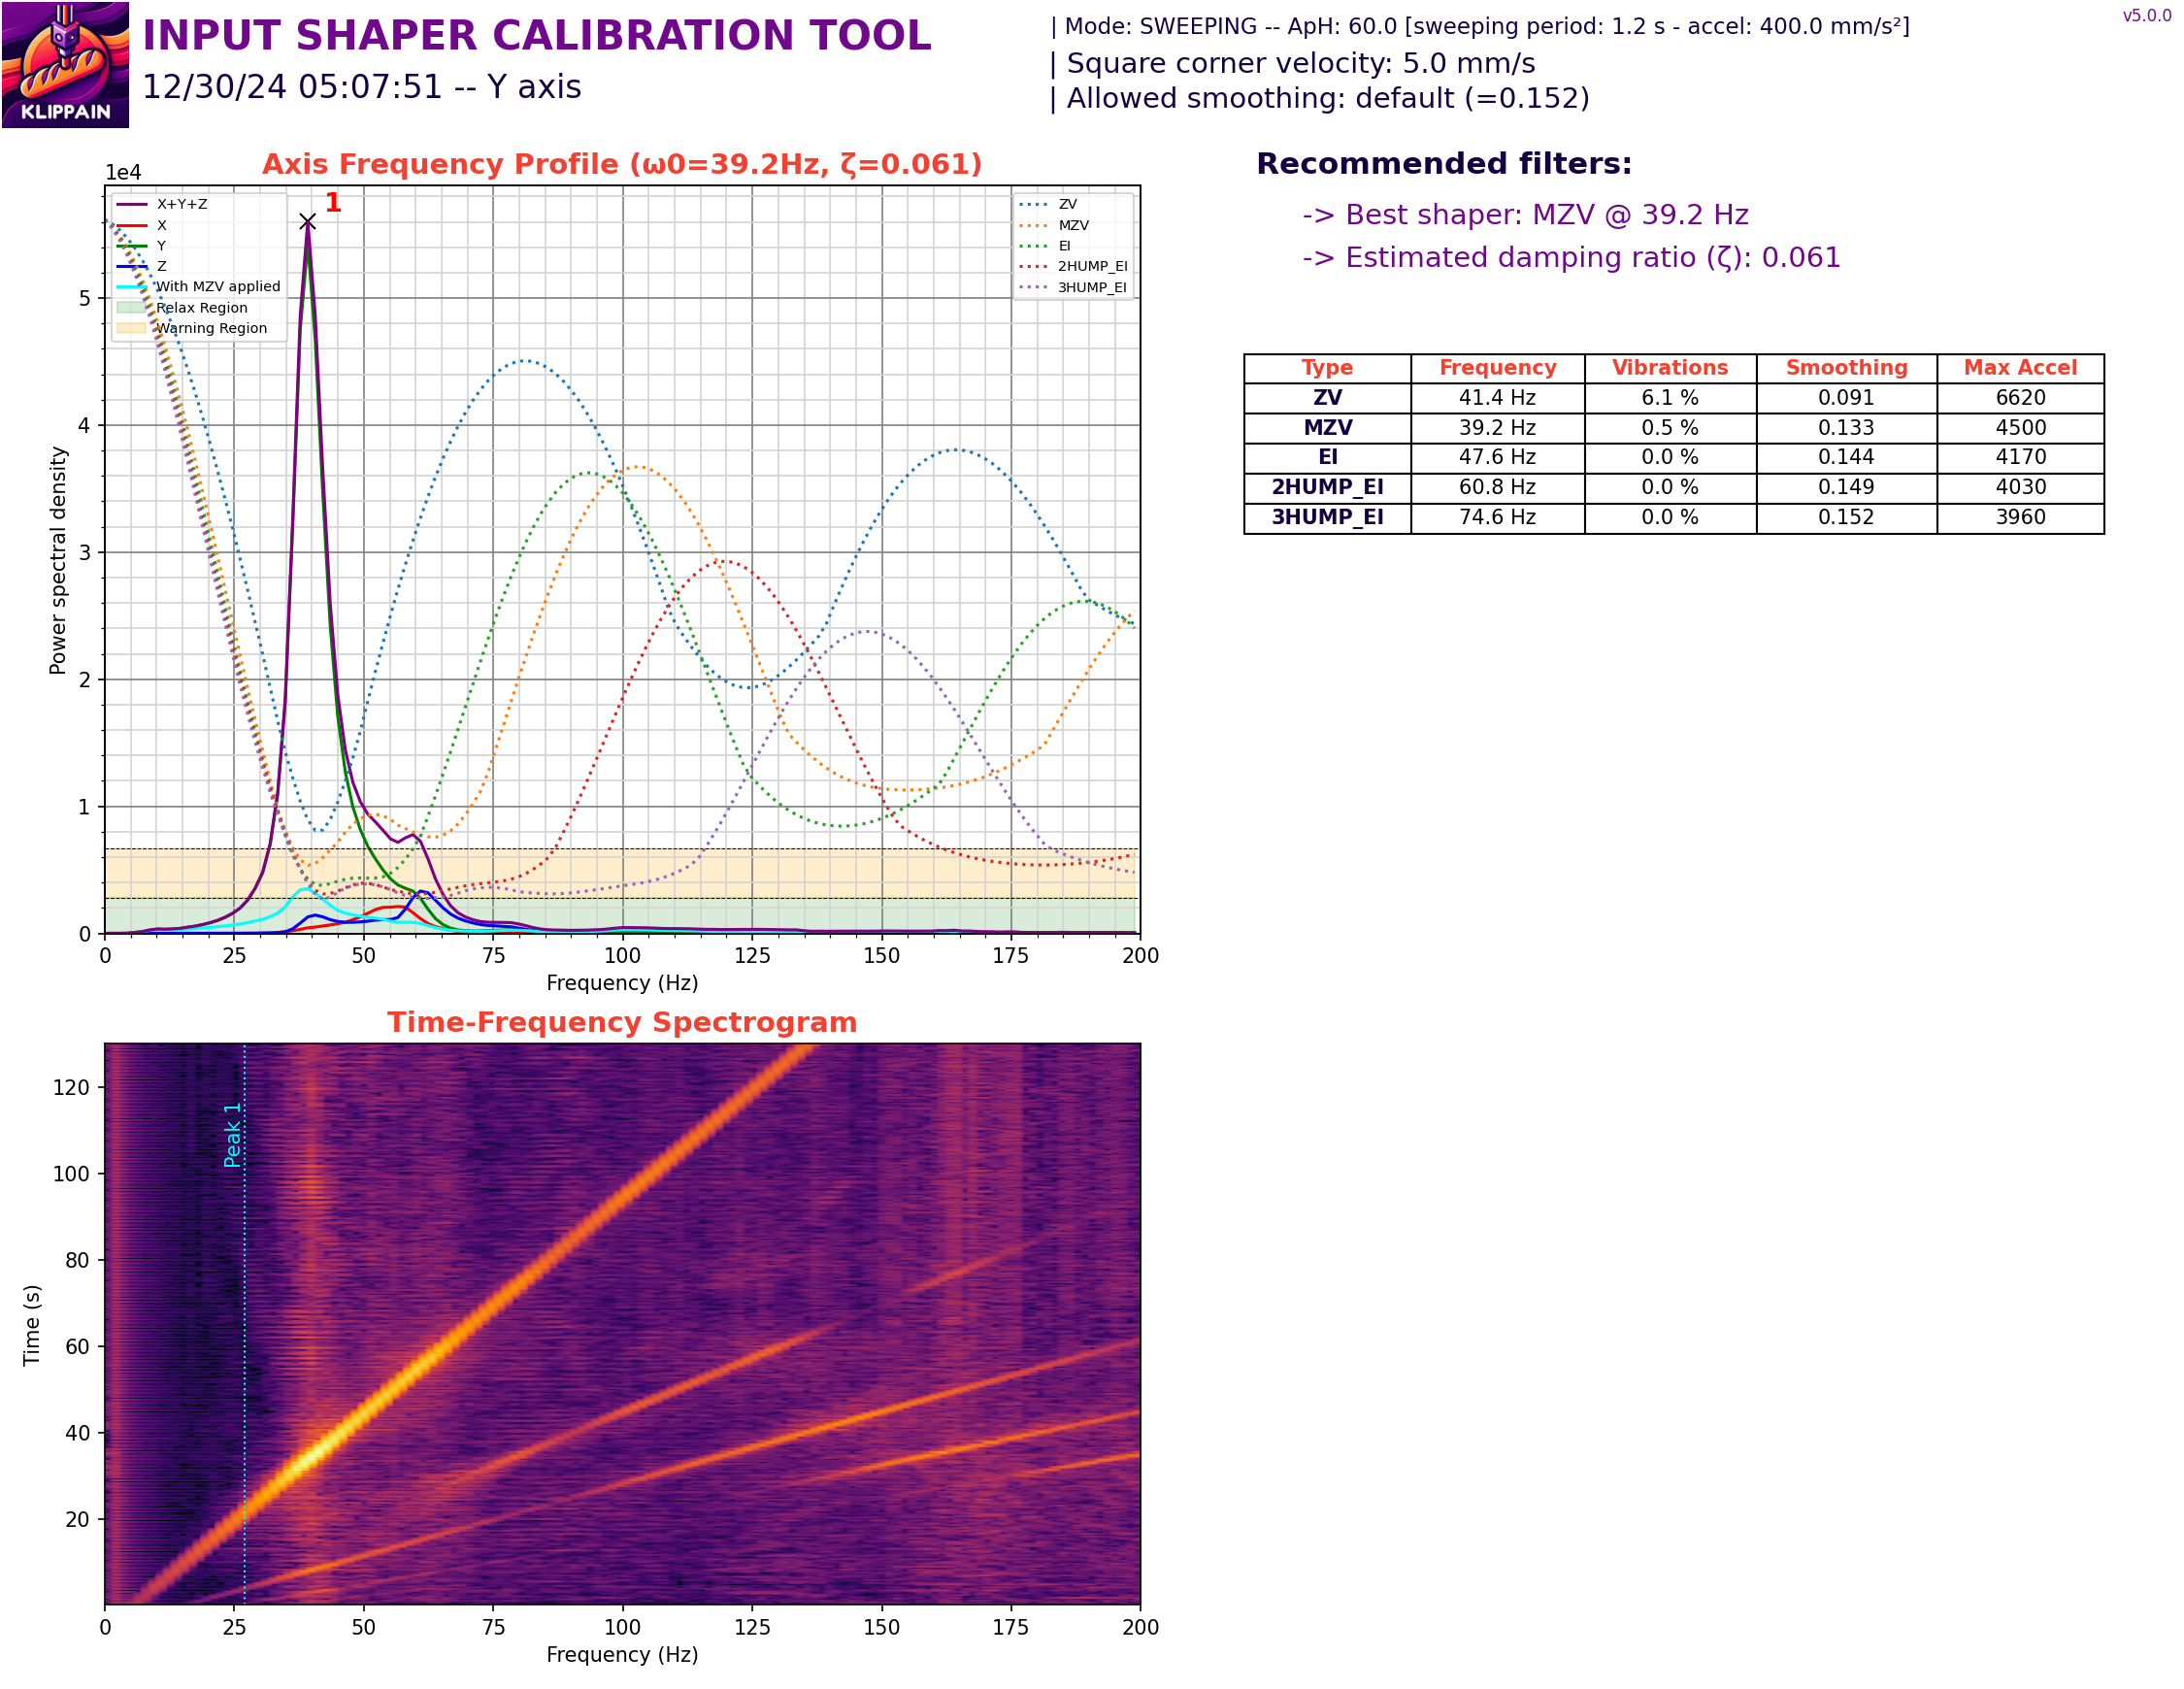 KLIPPAIN
INPUT SHAPER CALIBRATION TOOL
12/30/24 05:07:51 -- Y axis
| Mode: SWEEPING -- ApH: 60.0 [sweeping period: 1.2 s - accel: 400.0 mm/s²]
| Square corner velocity: 5.0 mm/s
| Allowed smoothing: default (=0.152)
v5.0.0
Axis Frequency Profile (ω0=39.2Hz, ζ=0.061)
1e4
X+Y+Z
X
Y
Z
With MZV applied
Relax Region
Warning Region
1
ZV
MZV
EI
2HUMP_EI
3HUMP_EI
Power spectral density
5
4
3
2
1
0
0 25 50 75 100 125 150 175 200
Frequency (Hz)
Recommended filters:
-> Best shaper: MZV @ 39.2 Hz
-> Estimated damping ratio (ζ): 0.061
Type Frequency Vibrations Smoothing Max Accel
ZV 41.4 Hz 6.1 % 0.091 6620
MZV 39.2 Hz 0.5 % 0.133 4500
EI 47.6 Hz 0.0 % 0.144 4170
2HUMP_EI 60.8 Hz 0.0 % 0.149 4030
3HUMP_EI 74.6 Hz 0.0 % 0.152 3960
Time-Frequency Spectrogram
Peak 1
Time (s)
120
100
80
60
40
20
0 25 50 75 100 125 150 175 200
Frequency (Hz)